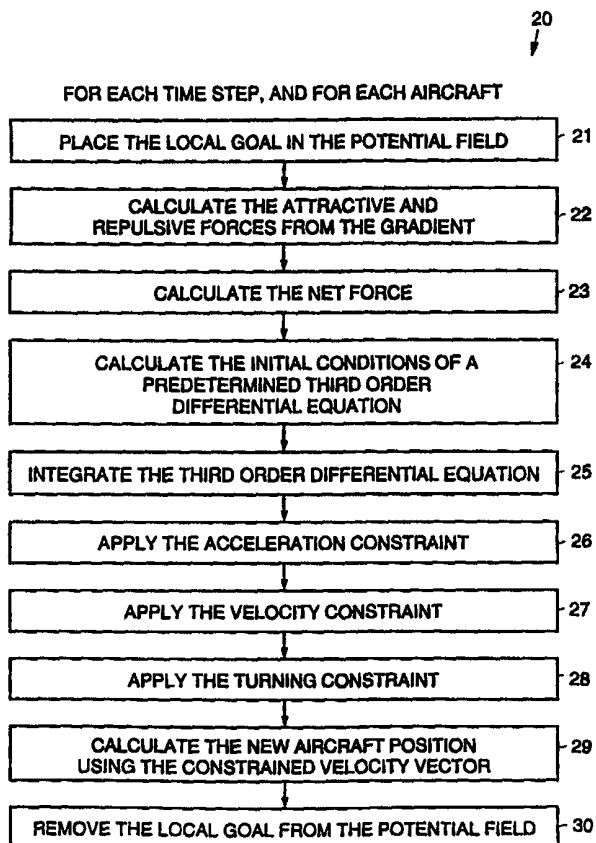 20
FOR EACH TIME STEP, AND FOR EACH AIRCRAFT
PLACE THE LOCAL GOAL IN THE POTENTIAL FIELD
21
CALCULATE THE ATTRACTIVE AND
REPULSIVE FORCES FROM THE GRADIENT
22
CALCULATE THE NET FORCE
23
CALCULATE THE INITIAL CONDITIONS OF A
PREDETERMINED THIRD ORDER
DIFFERENTIAL EQUATION
24
INTEGRATE THE THIRD ORDER DIFFERENTIAL EQUATION
25
APPLY THE ACCELERATION CONSTRAINT
26
APPLY THE VELOCITY CONSTRAINT
27
APPLY THE TURNING CONSTRAINT
28
CALCULATE THE NEW AIRCRAFT POSITION
USING THE CONSTRAINED VELOCITY VECTOR
29
REMOVE THE LOCAL GOAL FROM THE POTENTIAL FIELD
30